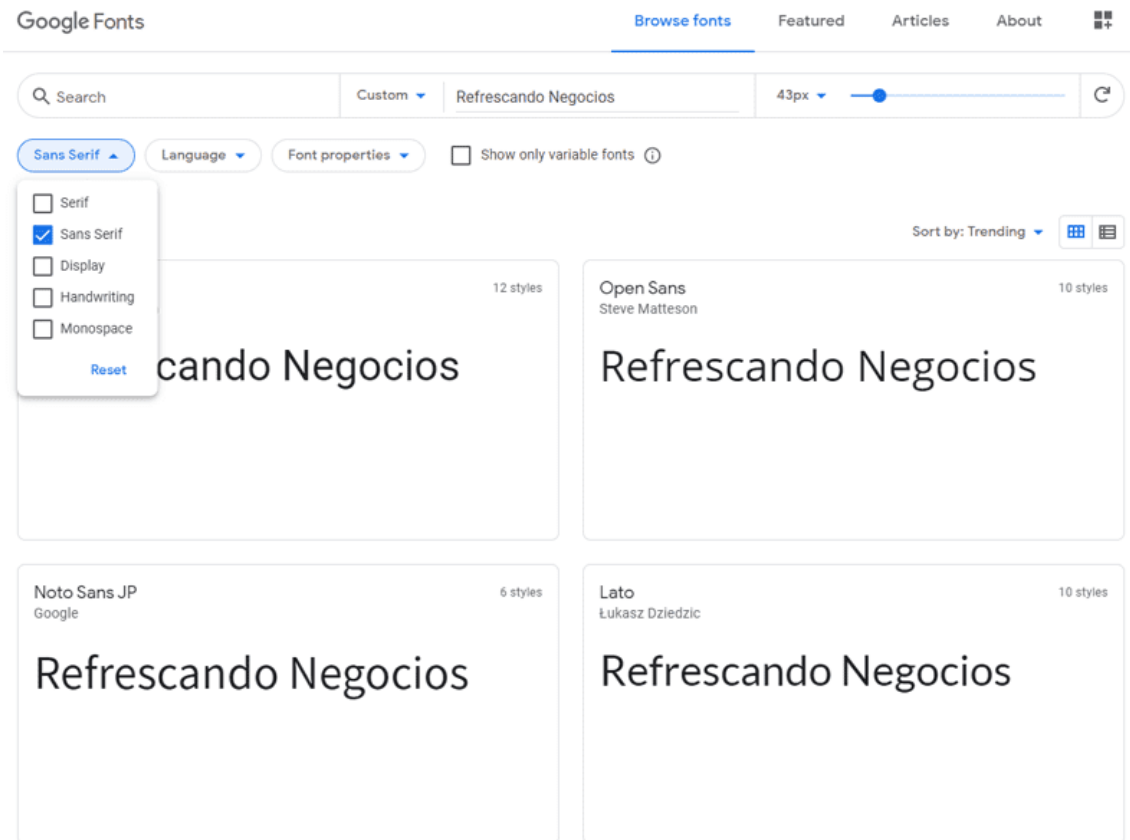 Google Fonts
Browse fonts Featured Articles About
Search Custom Refrescando Negocios 43px
Sans Serif Language Font properties Show only variable fonts
Serif
Sans Serif
Display
Handwriting
Monospace
Reset
Sort by: Trending
12 styles
cando Negocios
Open Sans 10 styles
Steve Matteson
Refrescando Negocios
Noto Sans JP 6 styles
Google
Refrescando Negocios
Lato 10 styles
Łukasz Dziedzic
Refrescando Negocios